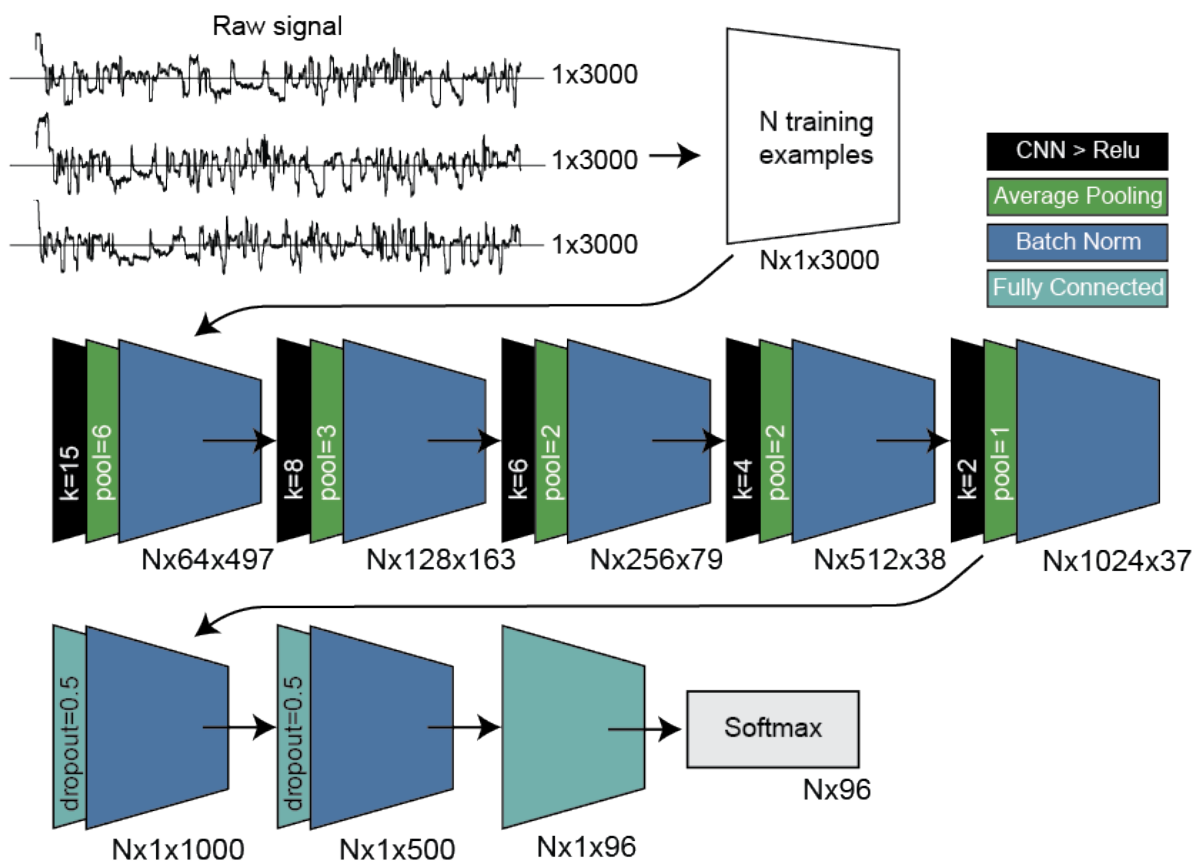 Raw signal
1x3000
1x3000
1x3000
N training
examples
Nx1x3000
CNN > Relu
Average Pooling
Batch Norm
Fully Connected
k=15
pool=6
Nx64x497
k=8
pool=3
Nx128x163
k=6
pool=2
Nx256x79
k=4
pool=2
Nx512x38
k=2
pool=1
Nx1024x37
dropout=0.5
Nx1x1000
dropout=0.5
Nx1x500
Nx1x96
Softmax
Nx96